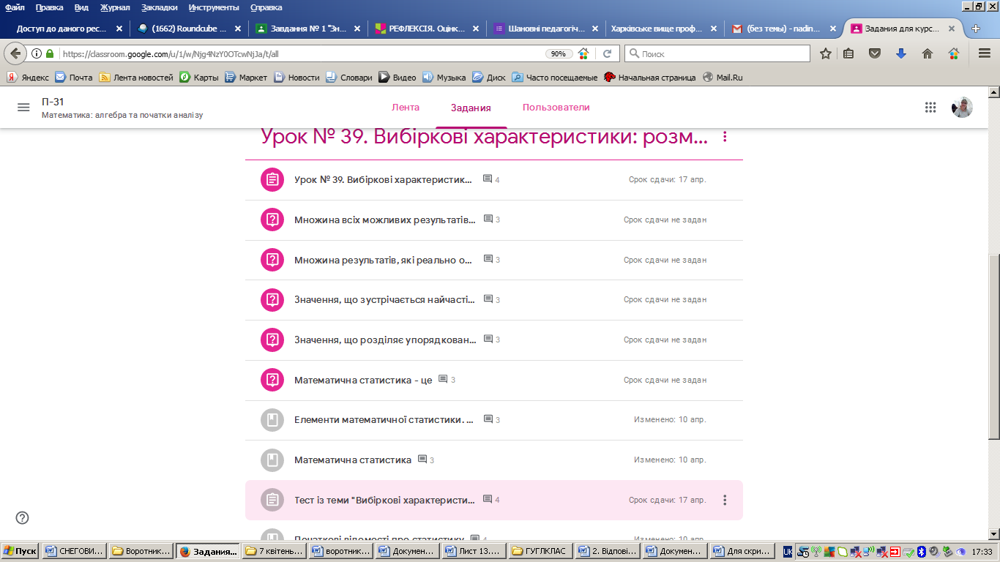 Файл Правка Вид Журнал Закладки Инструменты Справка
Доступ до даного рес... (1662) Roundcube ... Завдання № 1 "Зн... РЕФЛЕКСІЯ. Оцінк... Шановні педагогіч... Харківське вище проф... (без темы) - nadin... Задания для курс...
https://classroom.google.com/u/1/w/Njg4NzY0OTcwNjJa/t/all 90% Поиск
Яндекс Почта Лента новостей Карты Маркет Новости Словари Видео Музыка Диск Часто посещаемые Начальная страница Mail.Ru
П-31
Математика: алгебра та початки аналізу
Лента Задания Пользователи
Урок № 39. Вибіркові характеристики: розм...
Урок № 39. Вибіркові характеристик... 4 Срок сдачи: 17 апр.
Множина всіх можливих результатів... 3 Срок сдачи не задан
Множина результатів, які реально о... 3 Срок сдачи не задан
Значення, що зустрічається найчасті... 3 Срок сдачи не задан
Значення, що розділяє упорядкован... 3 Срок сдачи не задан
Математична статистика - це 3 Срок сдачи не задан
Елементи математичної статистики. ... 3 Изменено: 10 апр.
Математична статистика 3 Изменено: 10 апр.
Тест із теми "Вибіркові характеристи... 4 Срок сдачи: 17 апр.
Початкові відомості про статистику 4 Изменено: 10 апр.
Пуск СНЕГОВИ... Воротник... Задания... 7 квітень... воротник... Докумен... Лист 13.... ГУГЛКЛАС 2. Відпові... Докумен... Для скри... UK 17:33